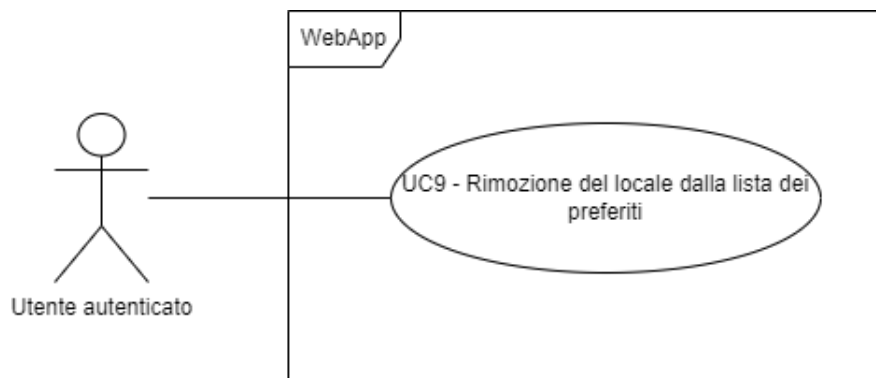 WebApp
UC9 - Rimozione del locale dalla lista dei
preferiti
Utente autenticato